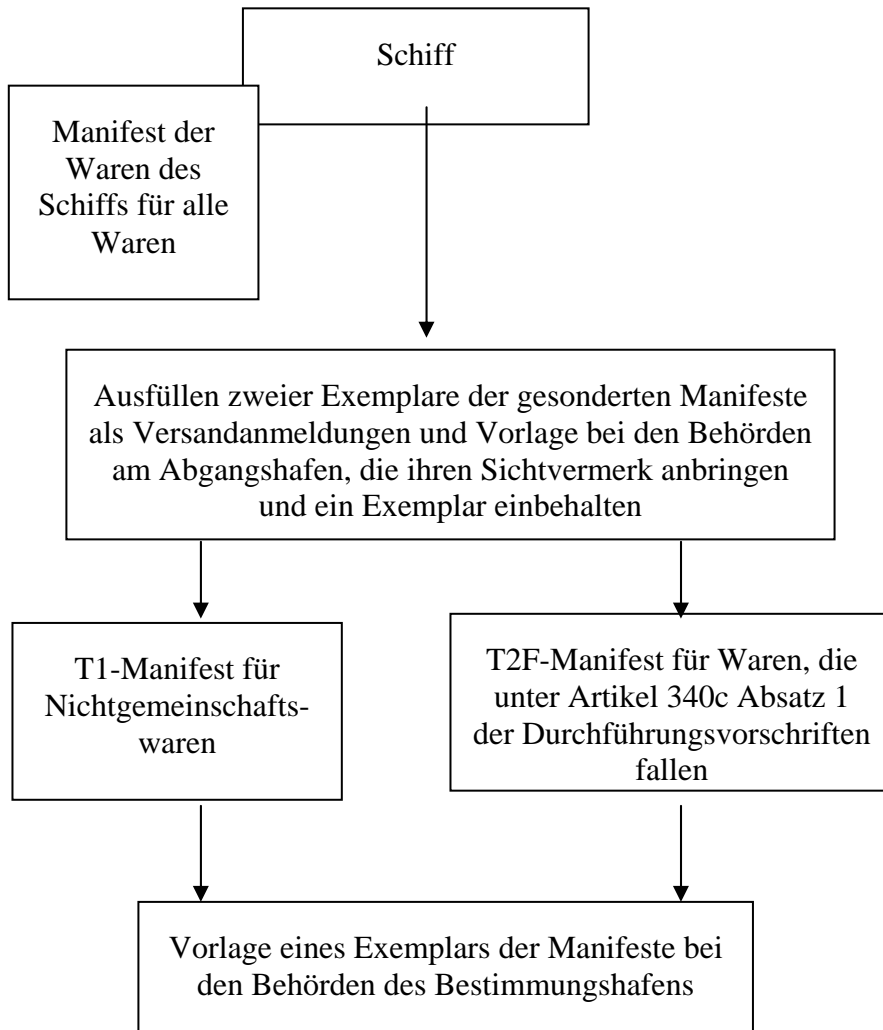 Schiff
Manifest der
Waren des
Schiffs für alle
Waren
Ausfüllen zweier Exemplare der gesonderten Manifeste
als Versandanmeldungen und Vorlage bei den Behörden
am Abgangshafen, die ihren Sichtvermerk anbringen
und ein Exemplar einbehalten
T1-Manifest für
Nichtgemeinschafts-
waren
T2F-Manifest für Waren, die
unter Artikel 340c Absatz 1
der Durchführungsvorschriften
fallen
Vorlage eines Exemplars der Manifeste bei
den Behörden des Bestimmungshafens